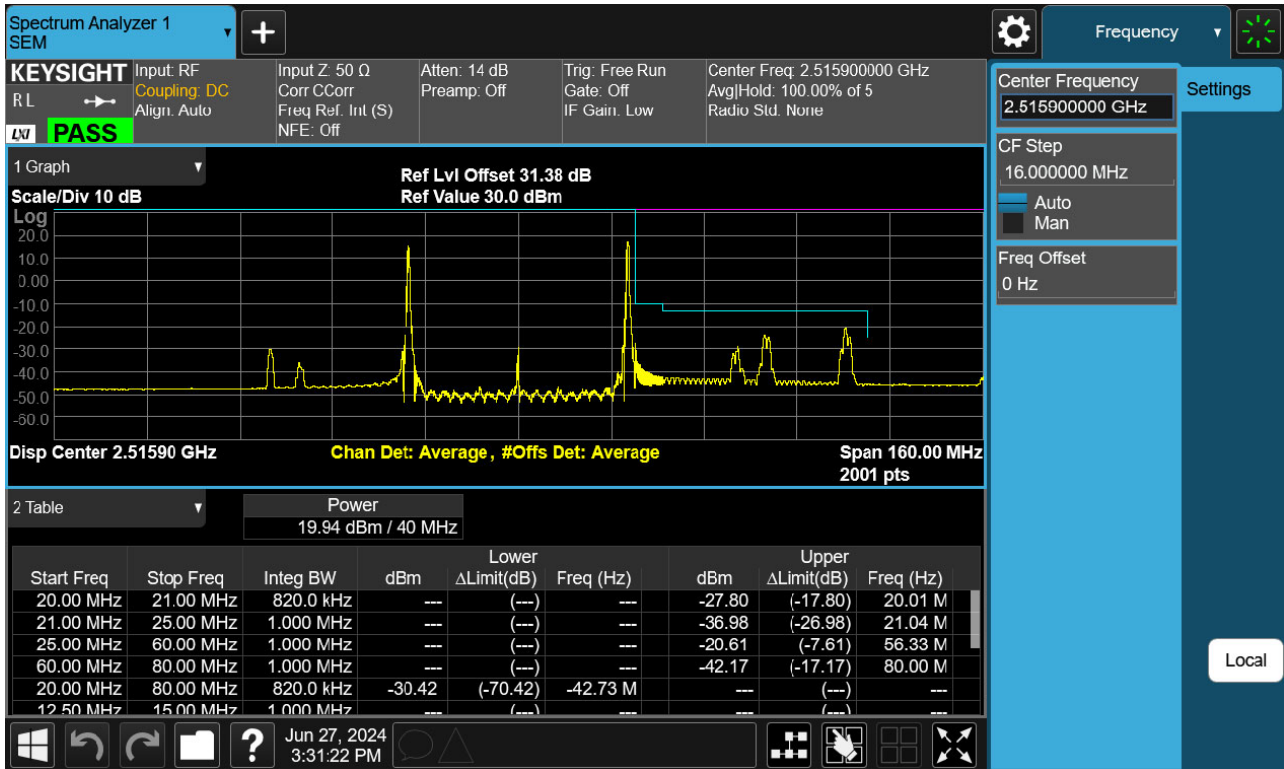 Spectrum Analyzer 1
SEM
Frequency
KEYSIGHT
R L
LXI
PASS
Input: RF
Coupling: DC
Align: Auto
Input Z: 50 Ω
Corr CCorr
Freq Ref: Int (S)
NFE: Off
Atten: 14 dB
Preamp: Off
Trig: Free Run
Gate: Off
IF Gain: Low
Center Freq: 2.515900000 GHz
Avg|Hold: 100.00% of 5
Radio Std: None
Center Frequency
2.515900000 GHz
Settings
CF Step
16.000000 MHz
Auto
Man
Freq Offset
0 Hz
Local
1 Graph
Scale/Div 10 dB
Ref Lvl Offset 31.38 dB
Ref Value 30.0 dBm
Log
20.0
10.0
0.00
-10.0
-20.0
-30.0
-40.0
-50.0
-60.0
Disp Center 2.51590 GHz
Chan Det: Average, #Offs Det: Average
Span 160.00 MHz
2001 pts
2 Table
Power
19.94 dBm / 40 MHz
Lower Upper
Start Freq Stop Freq Integ BW dBm ΔLimit(dB) Freq (Hz) dBm ΔLimit(dB) Freq (Hz)
20.00 MHz 21.00 MHz 820.0 kHz --- (---) --- -27.80 (-17.80) 20.01 M
21.00 MHz 25.00 MHz 1.000 MHz --- (---) --- -36.98 (-26.98) 21.04 M
25.00 MHz 60.00 MHz 1.000 MHz --- (---) --- -20.61 (-7.61) 56.33 M
60.00 MHz 80.00 MHz 1.000 MHz --- (---) --- -42.17 (-17.17) 80.00 M
20.00 MHz 80.00 MHz 820.0 kHz -30.42 (-70.42) -42.73 M --- (---) ---
12.50 MHz 15.00 MHz 1.000 MHz --- (---) --- --- (---) ---
?
Jun 27, 2024
3:31:22 PM